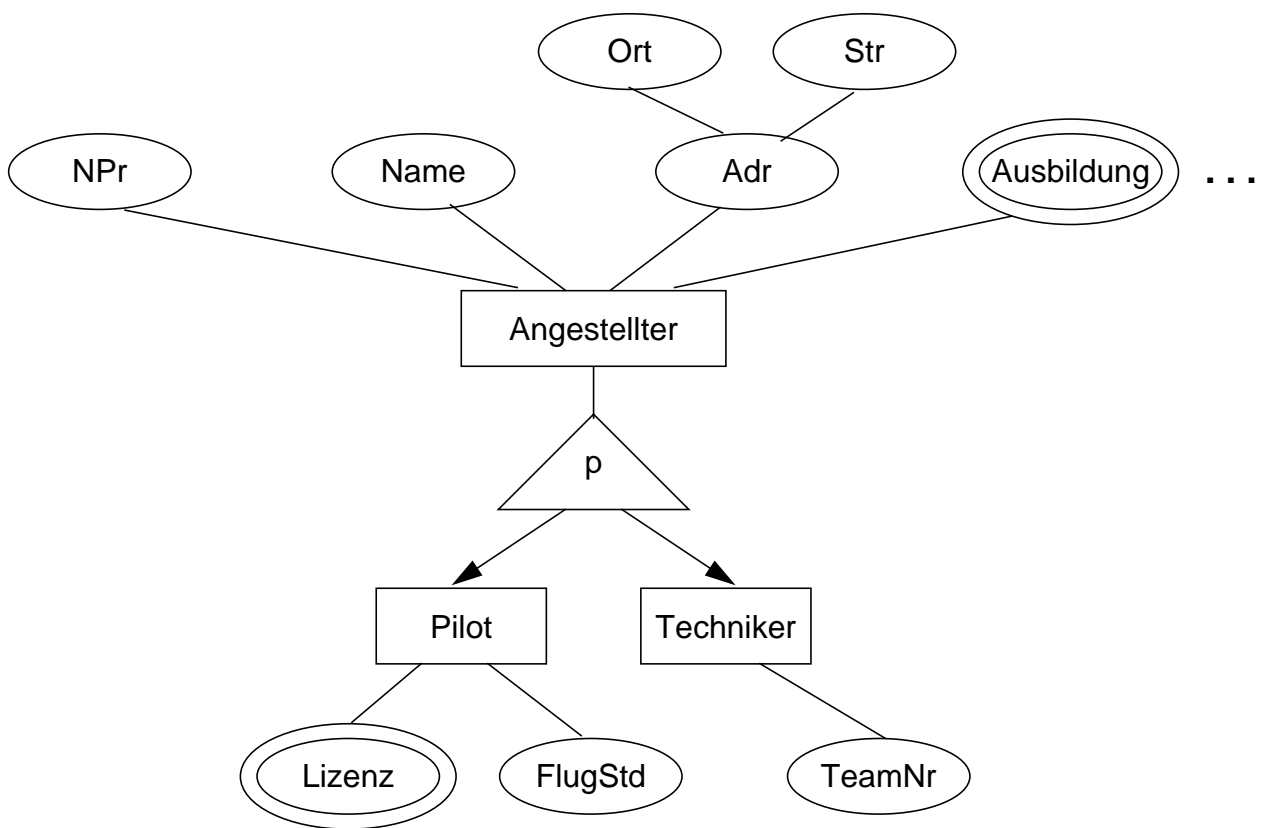 Ort Str
NPr Name Adr Ausbildung . . .
Angestellter
p
Pilot Techniker
Lizenz FlugStd TeamNr